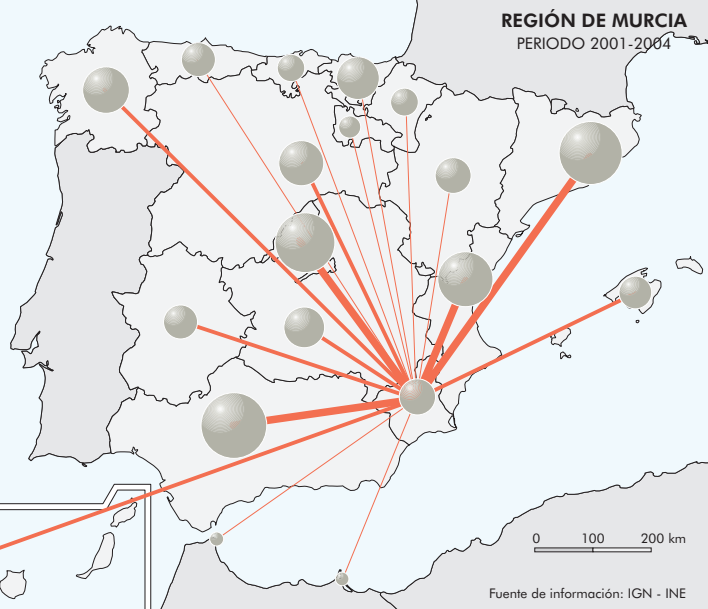 REGIÓN DE MURCIA
PERIODO 2001-2004
0 100 200 km
Fuente de información: IGN - INE